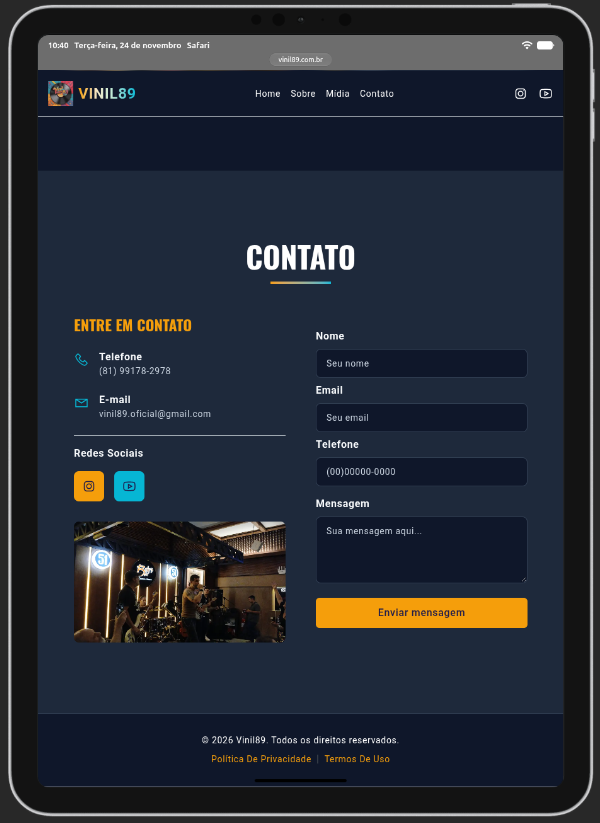 10:40 Terça-feira, 24 de novembro Safari
vinil89.com.br
VINIL89
Home Sobre Mídia Contato
CONTATO
ENTRE EM CONTATO
Telefone
(81) 99178-2978
E-mail
vinil89.oficial@gmail.com
Redes Sociais
51
51
Nome
Seu nome
Email
Seu email
Telefone
(00)00000-0000
Mensagem
Sua mensagem aqui...
Enviar mensagem
© 2026 Vinil89. Todos os direitos reservados.
Política De Privacidade | Termos De Uso